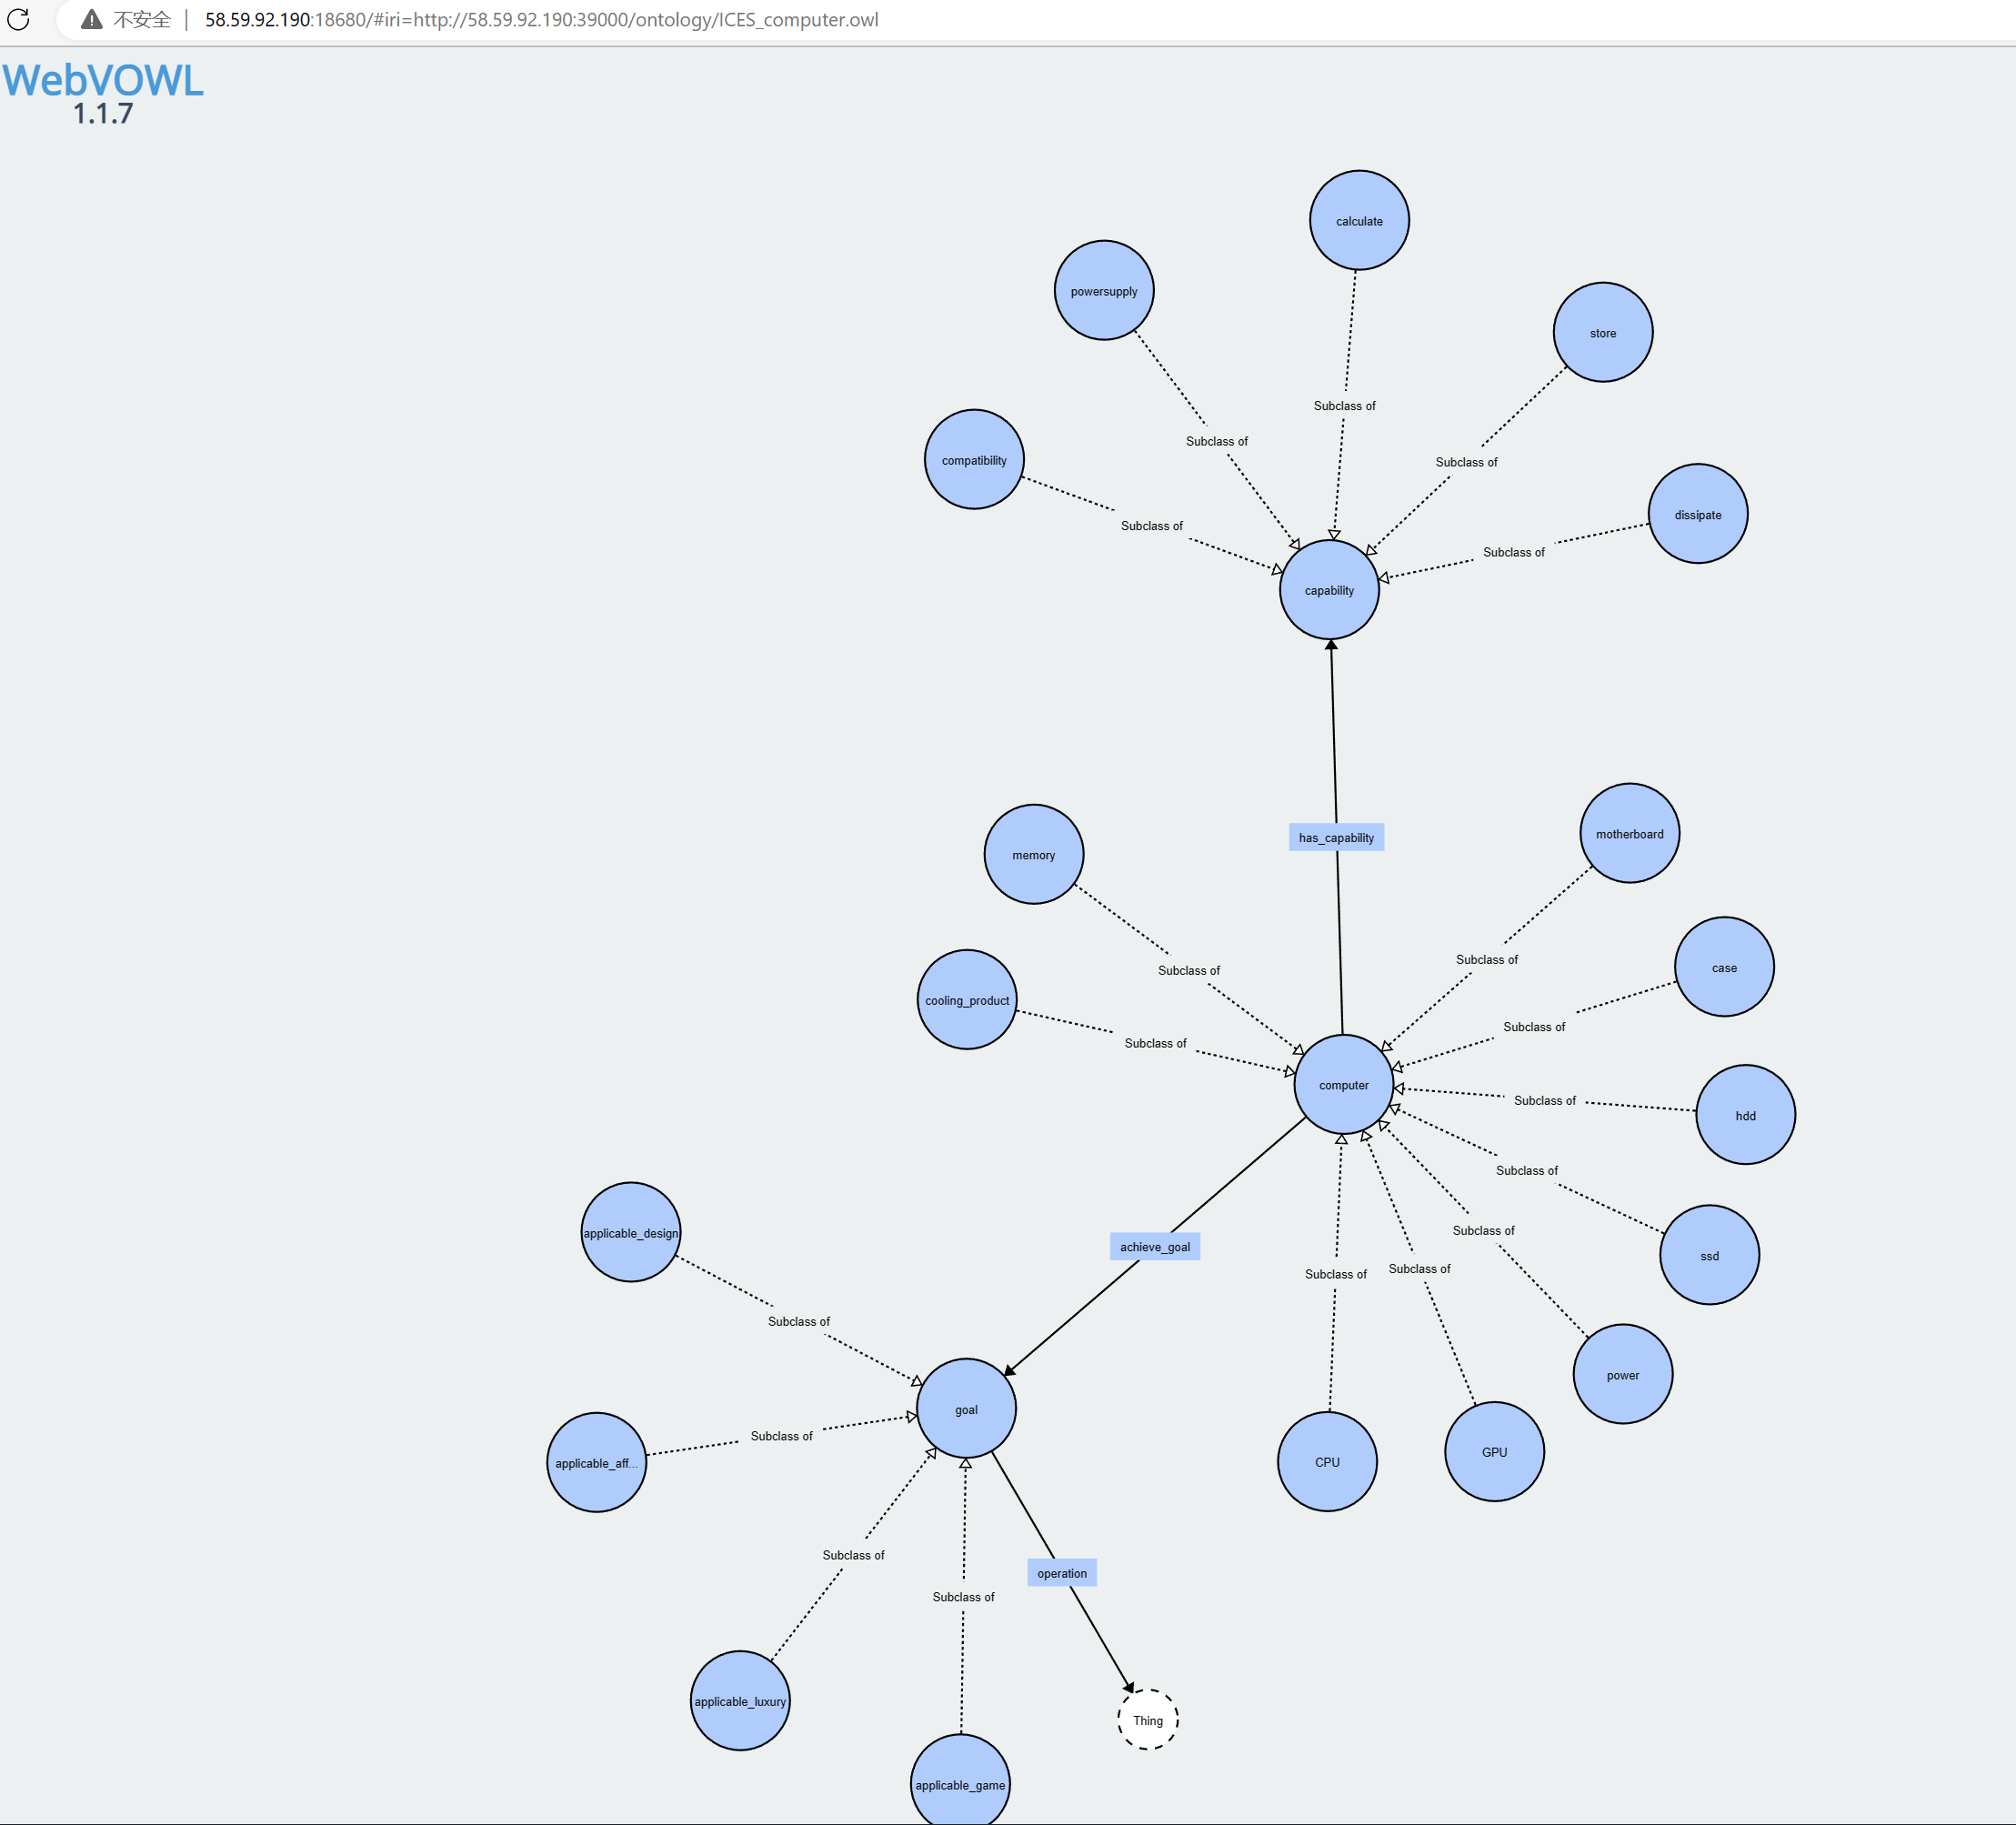 不安全 | 58.59.92.190:18680/#iri=http://58.59.92.190:39000/ontology/ICES_computer.owl
WebVOWL
1.1.7
calculate
powersupply
store
Subclass of
Subclass of
compatibility
Subclass of
dissipate
Subclass of
Subclass of
capability
motherboard
has_capability
memory
Subclass of
case
Subclass of
cooling_product
Subclass of
Subclass of
computer
Subclass of
hdd
Subclass of
applicable_design
Subclass of
achieve_goal
ssd
Subclass of
Subclass of
Subclass of
power
goal
Subclass of
GPU
CPU
applicable_aff...
Subclass of
operation
Subclass of
applicable_luxury
Thing
applicable_game